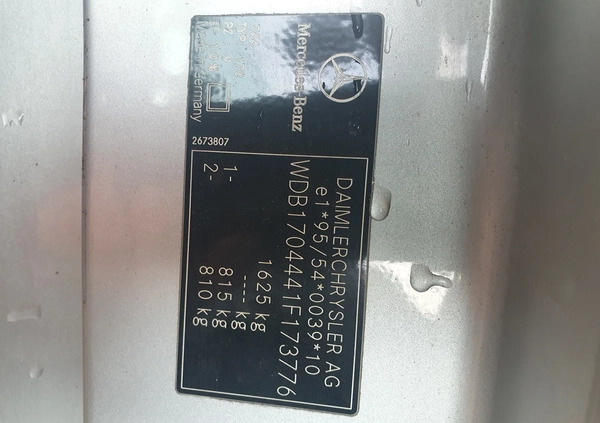 Mercedes-Benz
Made in Germany
2673807
DAIMLERCHRYSLER AG
e1*95/54*0039*10
WDB1704441F173776
1625 kg
---- kg
1- 815 kg
2- 810 kg